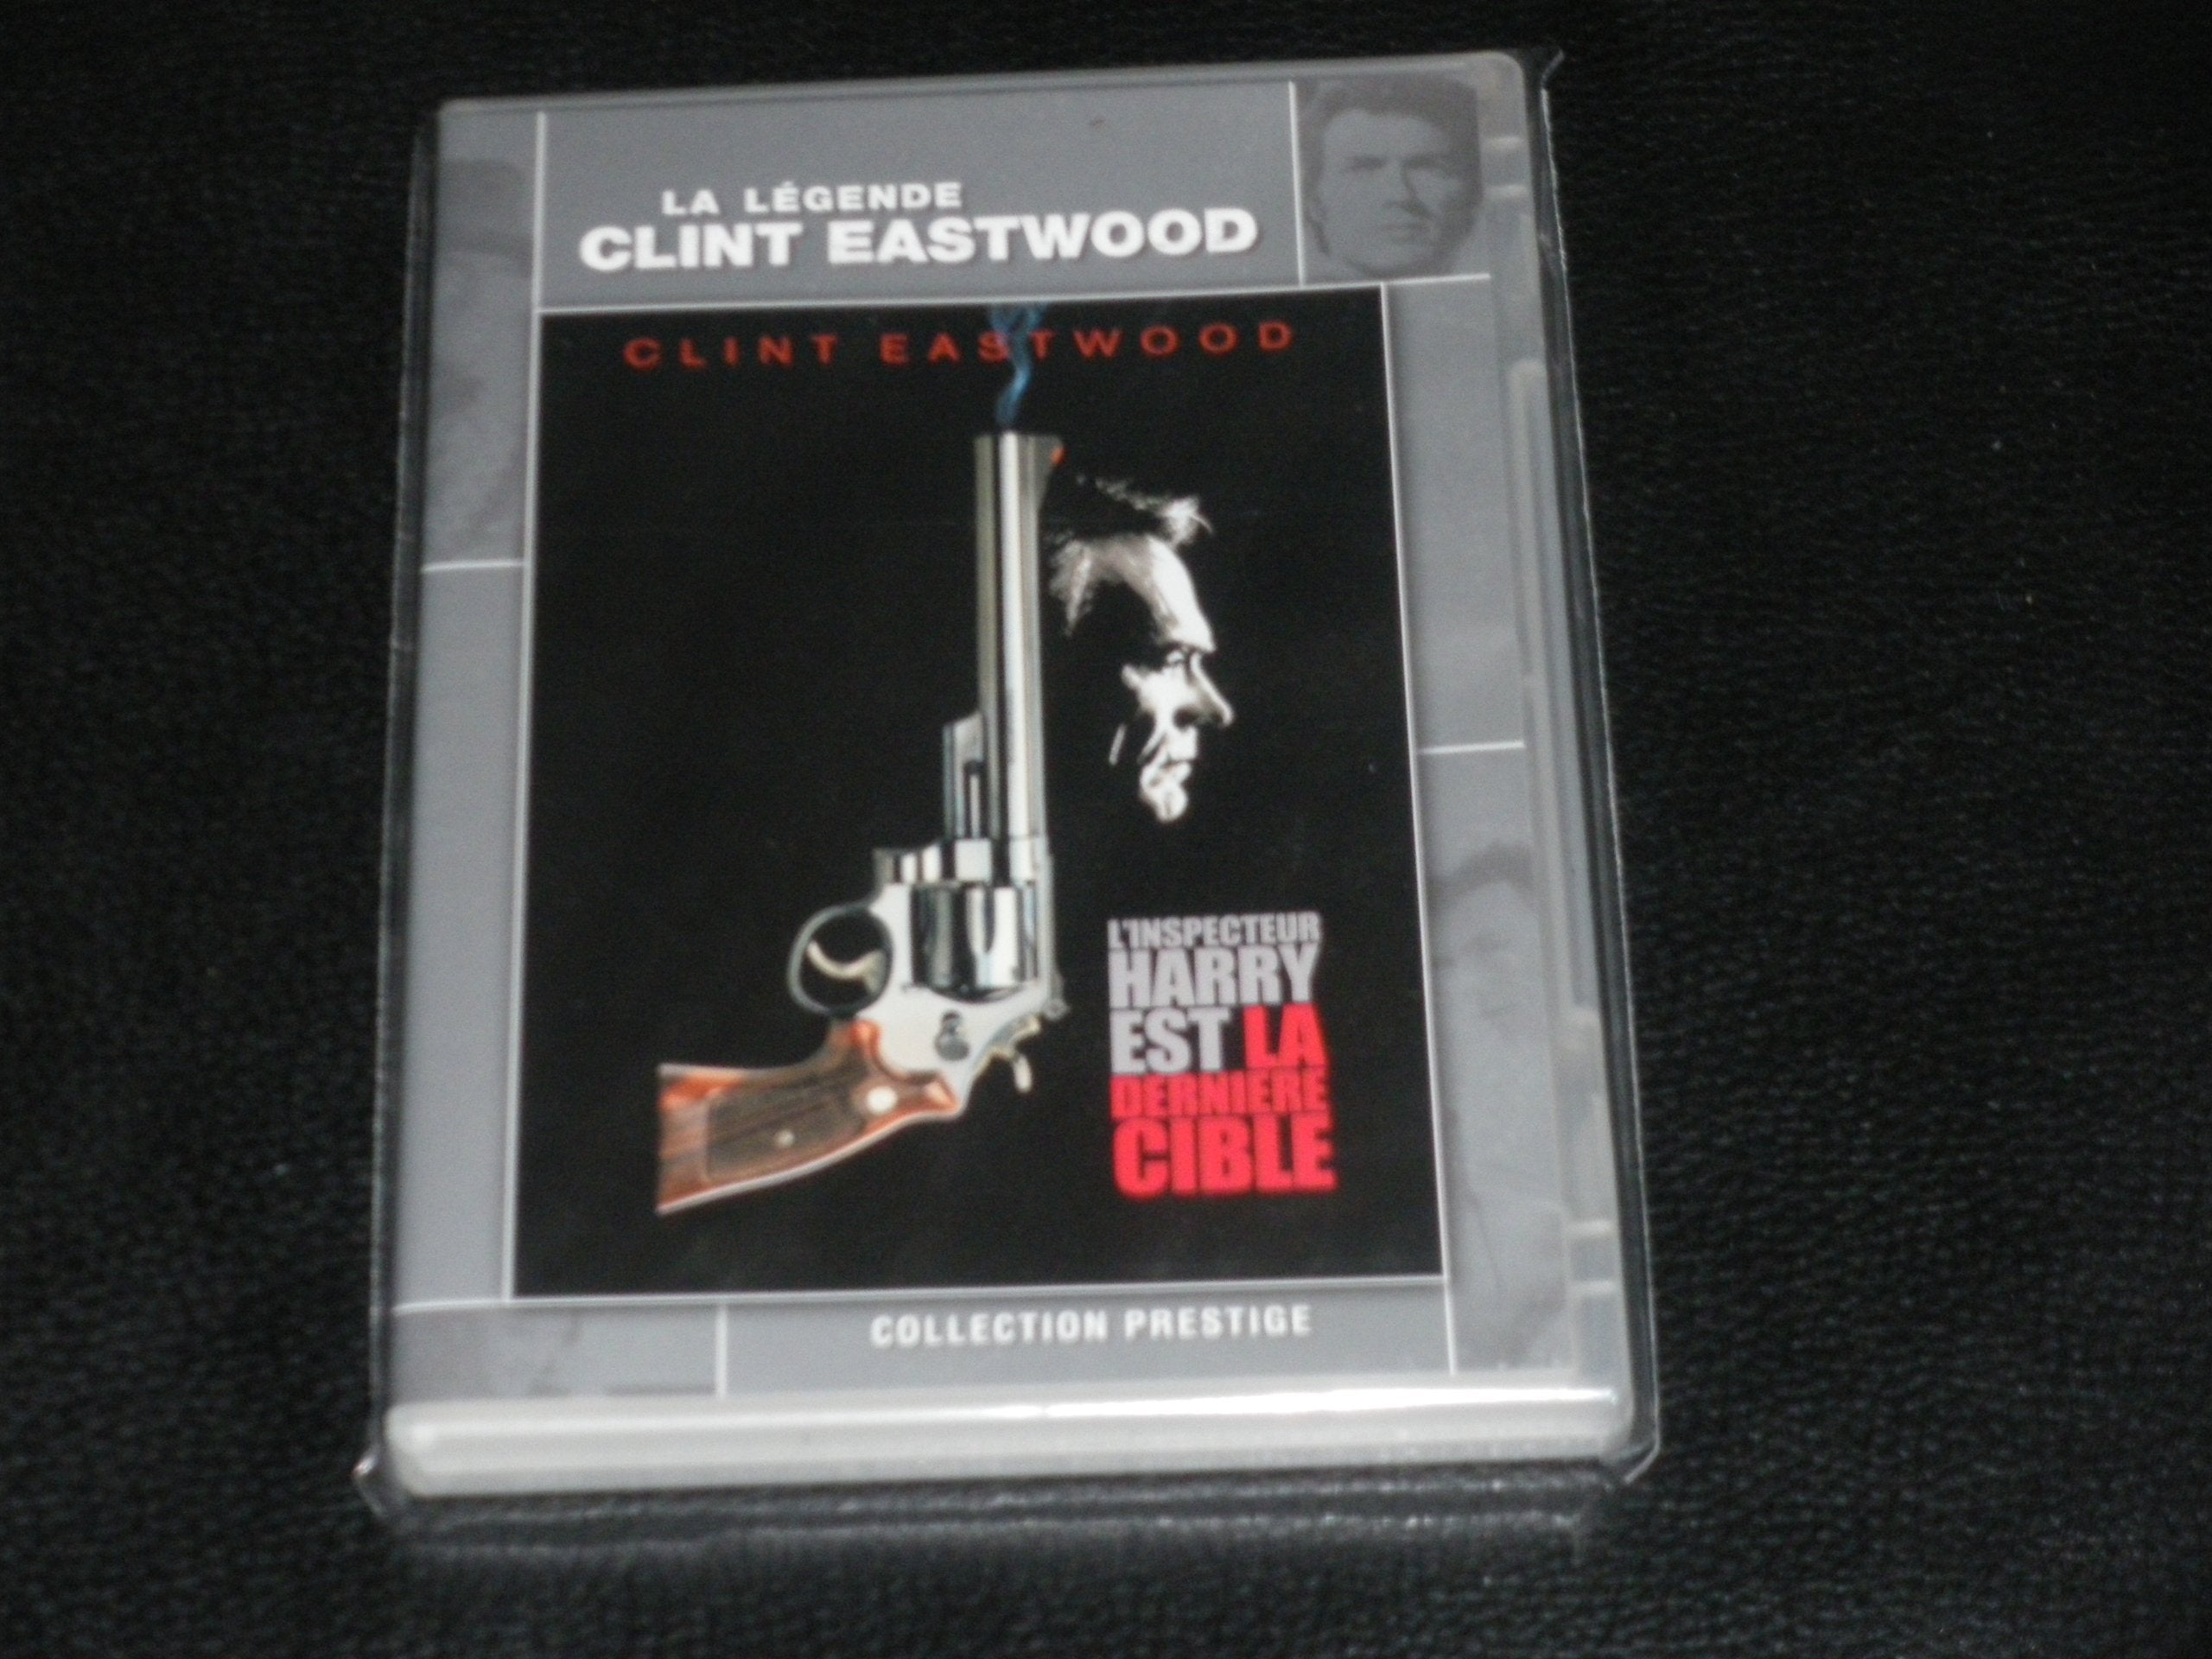 LA LÉGENDE
CLINT EASTWOOD
CLINT EASTWOOD
L'INSPECTEUR
HARRY
EST LA
DERNIÈRE
CIBLE
COLLECTION PRESTIGE